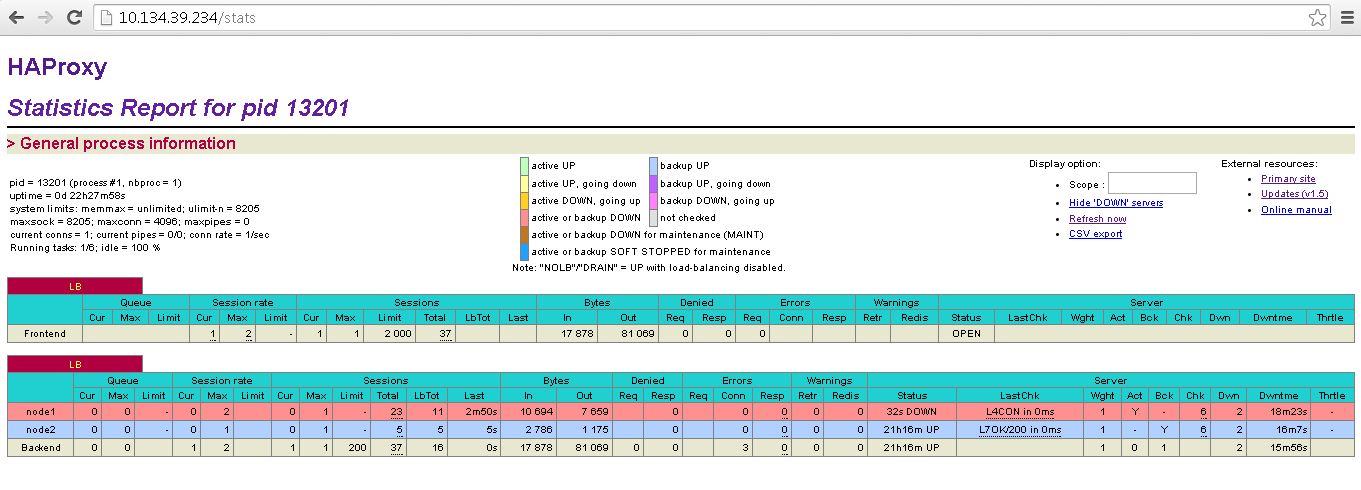 10.134.39.234/stats
HAProxy
Statistics Report for pid 13201
> General process information
pid = 13201 (process #1, nbproc = 1)
uptime = 0d 22h27m58s
system limits: memmax = unlimited; ulimit-n = 8205
maxsock = 8205; maxconn = 4096; maxpipes = 0
current conns = 1; current pipes = 0/0; conn rate = 1/sec
Running tasks: 1/6; idle = 100 %
active UP backup UP
active UP, going down backup UP, going down
active DOWN, going up backup DOWN, going up
active or backup DOWN not checked
active or backup DOWN for maintenance (MAINT)
active or backup SOFT STOPPED for maintenance
Note: "NOLB"/"DRAIN" = UP with load-balancing disabled.
Display option:
Scope :
Hide 'DOWN' servers
Refresh now
CSV export
External resources:
Primary site
Updates (v1.5)
Online manual
LB
Queue Session rate Sessions Bytes Denied Errors Warnings Server
Cur Max Limit Cur Max Limit Cur Max Limit Total LbTot Last In Out Req Resp Req Conn Resp Retr Redis Status LastChk Wght Act Bck Chk Dwn Dwntme Thrtle
Frontend 1 2 - 1 1 2 000 37 17 878 81 069 0 0 0 OPEN
LB
Queue Session rate Sessions Bytes Denied Errors Warnings Server
Cur Max Limit Cur Max Limit Cur Max Limit Total LbTot Last In Out Req Resp Req Conn Resp Retr Redis Status LastChk Wght Act Bck Chk Dwn Dwntme Thrtle
node1 0 0 - 0 2 0 1 - 23 11 2m50s 10 694 7 659 0 0 0 0 0 32s DOWN L4CON in 0ms 1 Y - 6 2 18m23s -
node2 0 0 - 0 1 0 1 - 5 5 5s 2 786 1 175 0 0 0 0 0 21h16m UP L7OK/200 in 0ms 1 - Y 6 2 16m7s -
Backend 0 0 1 2 1 1 200 37 16 0s 17 878 81 069 0 0 3 0 0 0 21h16m UP 1 0 1 2 15m56s